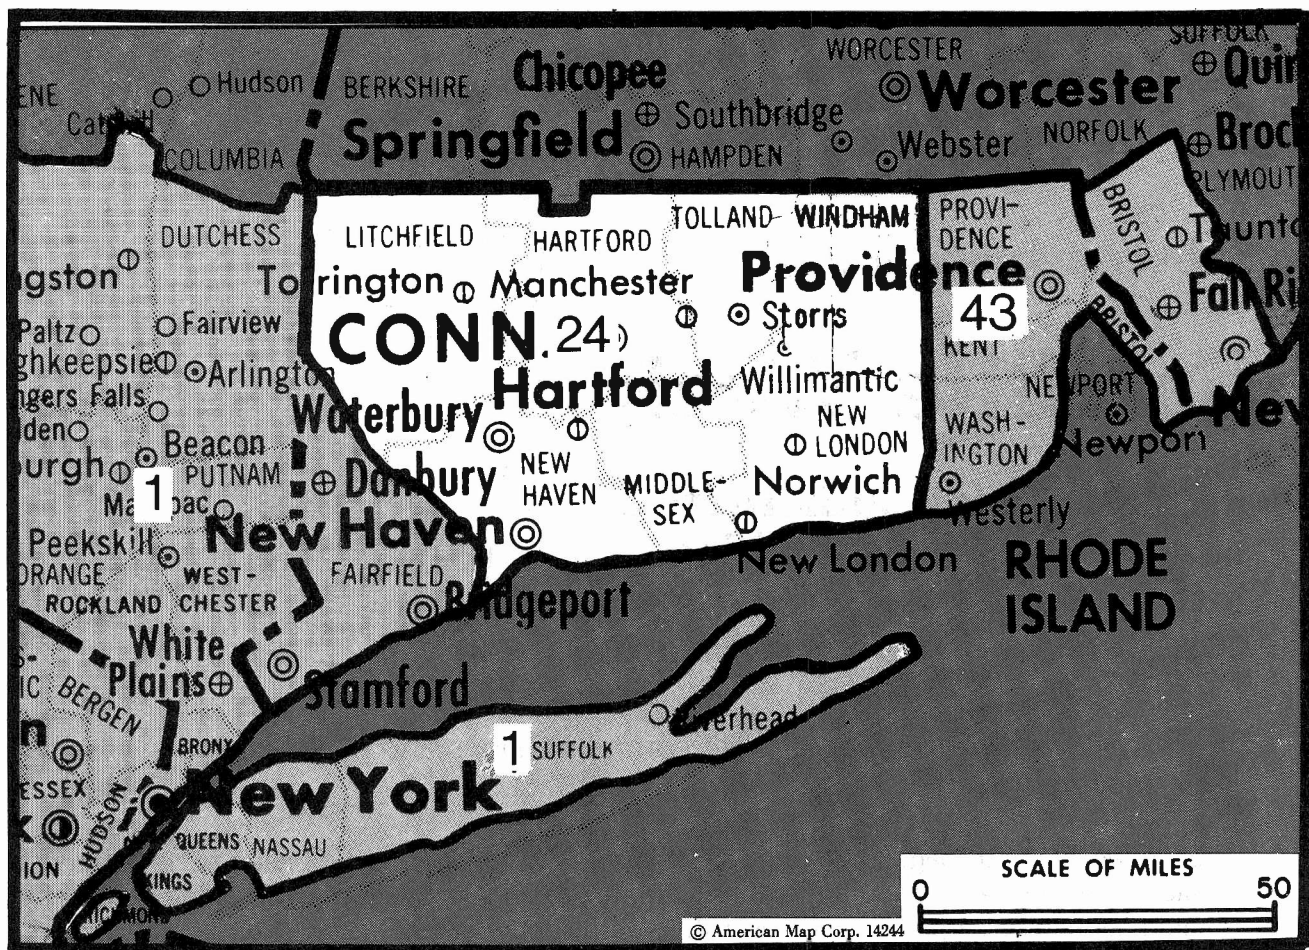 SUFFOLK
WORCESTER
Chicopee
Hudson
BERKSHIRE
Worcester
Southbridge
NORFOLK
Springfield
HAMPDEN
Webster
COLUMBIA
BRISTOL
TOLLAND
WINDHAM
PROVI-
DENCE
DUTCHESS
LITCHFIELD
HARTFORD
Torrington
Manchester
Providence
Storrs
Fairview
CONN. 24
43
KENT
BRISTOL
Arlington
Hartford
Willimantic
NEWPORT
Waterbury
NEW
LONDON
WASH-
INGTON
Newport
Beacon
PUTNAM
Danbury
NEW
HAVEN
MIDDLE-
SEX
Norwich
1
New Haven
Westerly
Peekskill
ORANGE
WEST-
CHESTER
FAIRFIELD
New London
RHODE
ISLAND
ROCKLAND
Bridgeport
White
Plains
BERGEN
Stamford
Riverhead
BRONX
1
SUFFOLK
New York
ESSEX
HUDSON
QUEENS
NASSAU
KINGS
RICHMOND
SCALE OF MILES
0 50
© American Map Corp. 14244